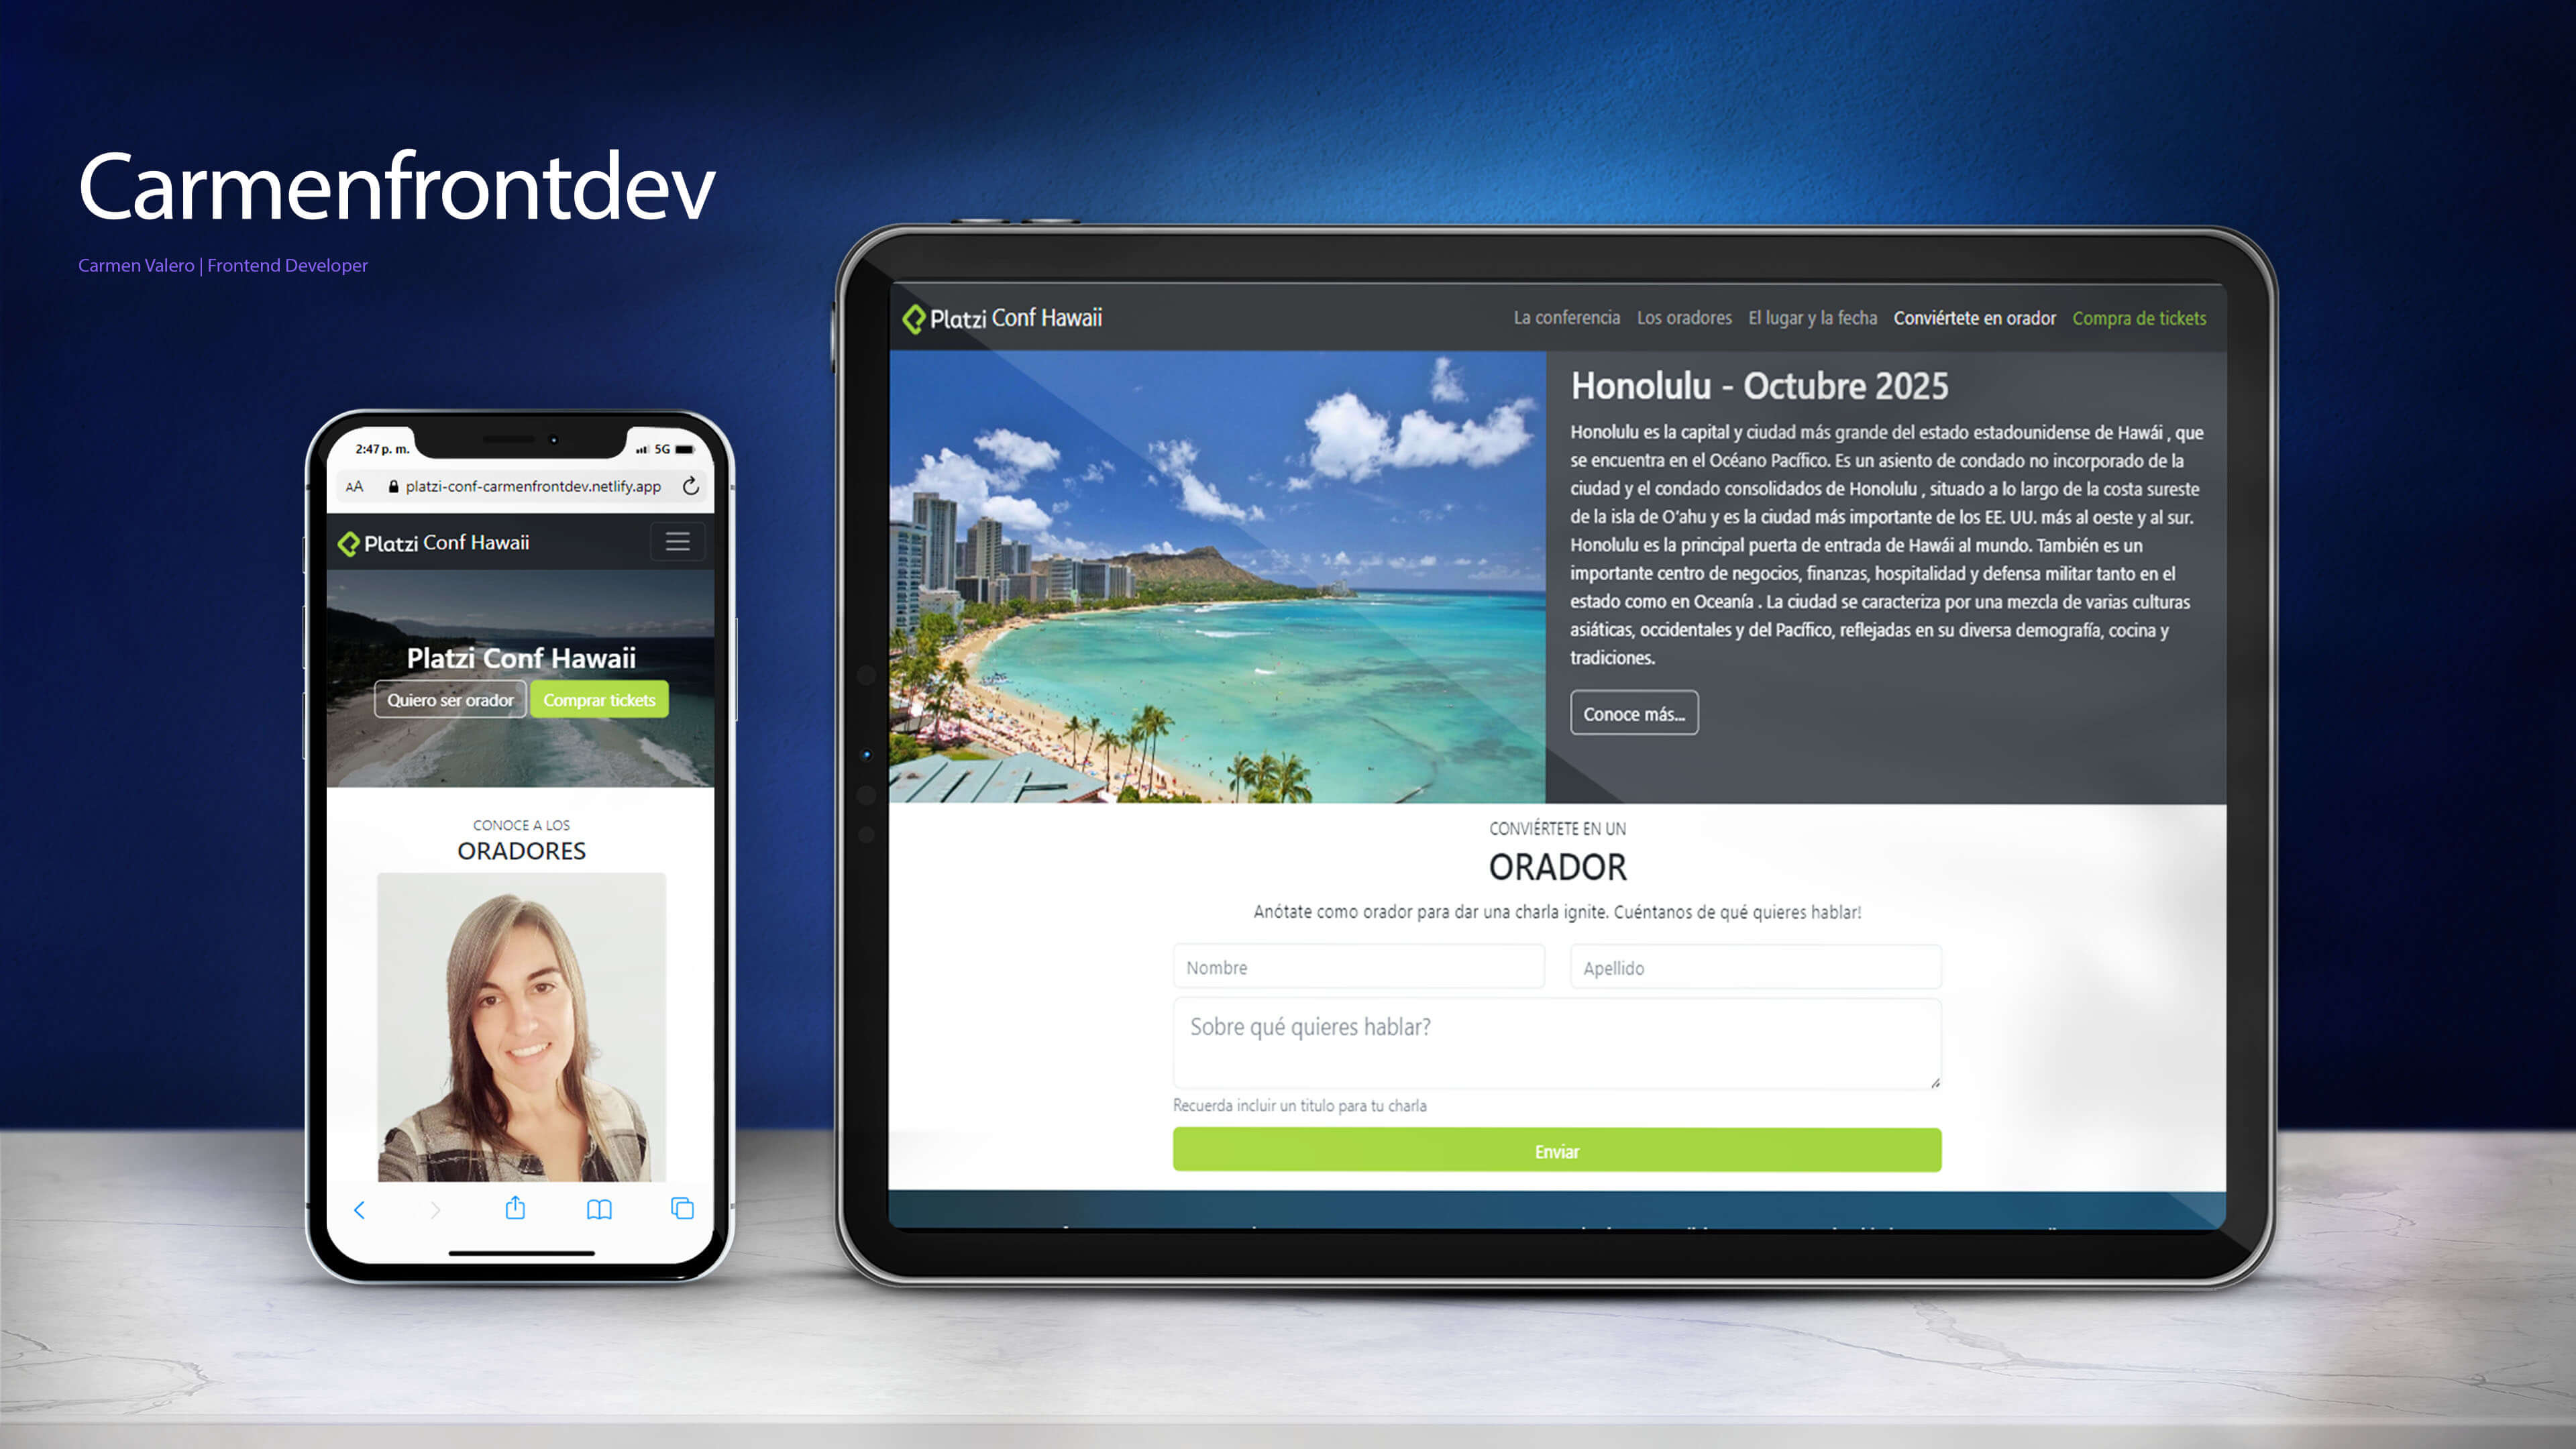 Carmenfrontdev
Carmen Valero | Frontend Developer
2:47 p. m.
5G
AA
platzi-conf-carmenfrontdev.netlify.app
Platzi Conf Hawaii
Platzi Conf Hawaii
Quiero ser orador
Comprar tickets
CONOCE A LOS
ORADORES
Platzi Conf Hawaii
La conferencia
Los oradores
El lugar y la fecha
Conviértete en orador
Compra de tickets
Honolulu - Octubre 2025
Honolulu es la capital y ciudad más grande del estado estadounidense de Hawái , que
se encuentra en el Océano Pacífico. Es un asiento de condado no incorporado de la
ciudad y el condado consolidados de Honolulu , situado a lo largo de la costa sureste
de la isla de O'ahu y es la ciudad más importante de los EE. UU. más al oeste y al sur.
Honolulu es la principal puerta de entrada de Hawái al mundo. También es un
importante centro de negocios, finanzas, hospitalidad y defensa militar tanto en el
estado como en Oceanía . La ciudad se caracteriza por una mezcla de varias culturas
asiáticas, occidentales y del Pacífico, reflejadas en su diversa demografía, cocina y
tradiciones.
Conoce más...
CONVIÉRTETE EN UN
ORADOR
Anótate como orador para dar una charla ignite. Cuéntanos de qué quieres hablar!
Nombre
Apellido
Sobre qué quieres hablar?
Recuerda incluir un titulo para tu charla
Enviar